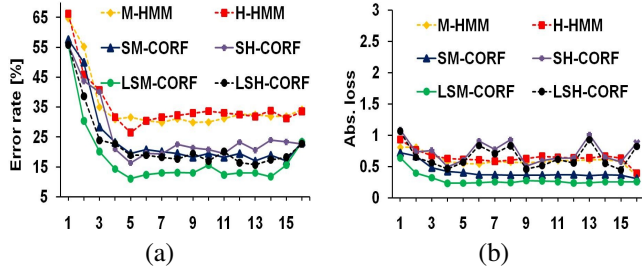 (a)
Error rate [%]
65
55
45
35
25
15
5
M-HMM
H-HMM
SM-CORF
SH-CORF
LSM-CORF
LSH-CORF
1 3 5 7 9 11 13 15
(b)
Abs. loss
3
2.5
2
1.5
1
0.5
0
M-HMM
H-HMM
SM-CORF
SH-CORF
LSM-CORF
LSH-CORF
1 3 5 7 9 11 13 15